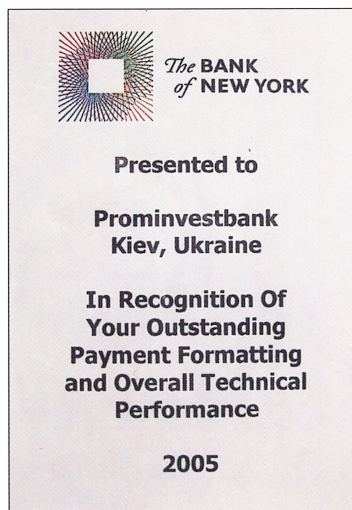 The BANK
of NEW YORK
Presented to
Prominvestbank
Kiev, Ukraine
In Recognition Of
Your Outstanding
Payment Formatting
and Overall Technical
Performance
2005